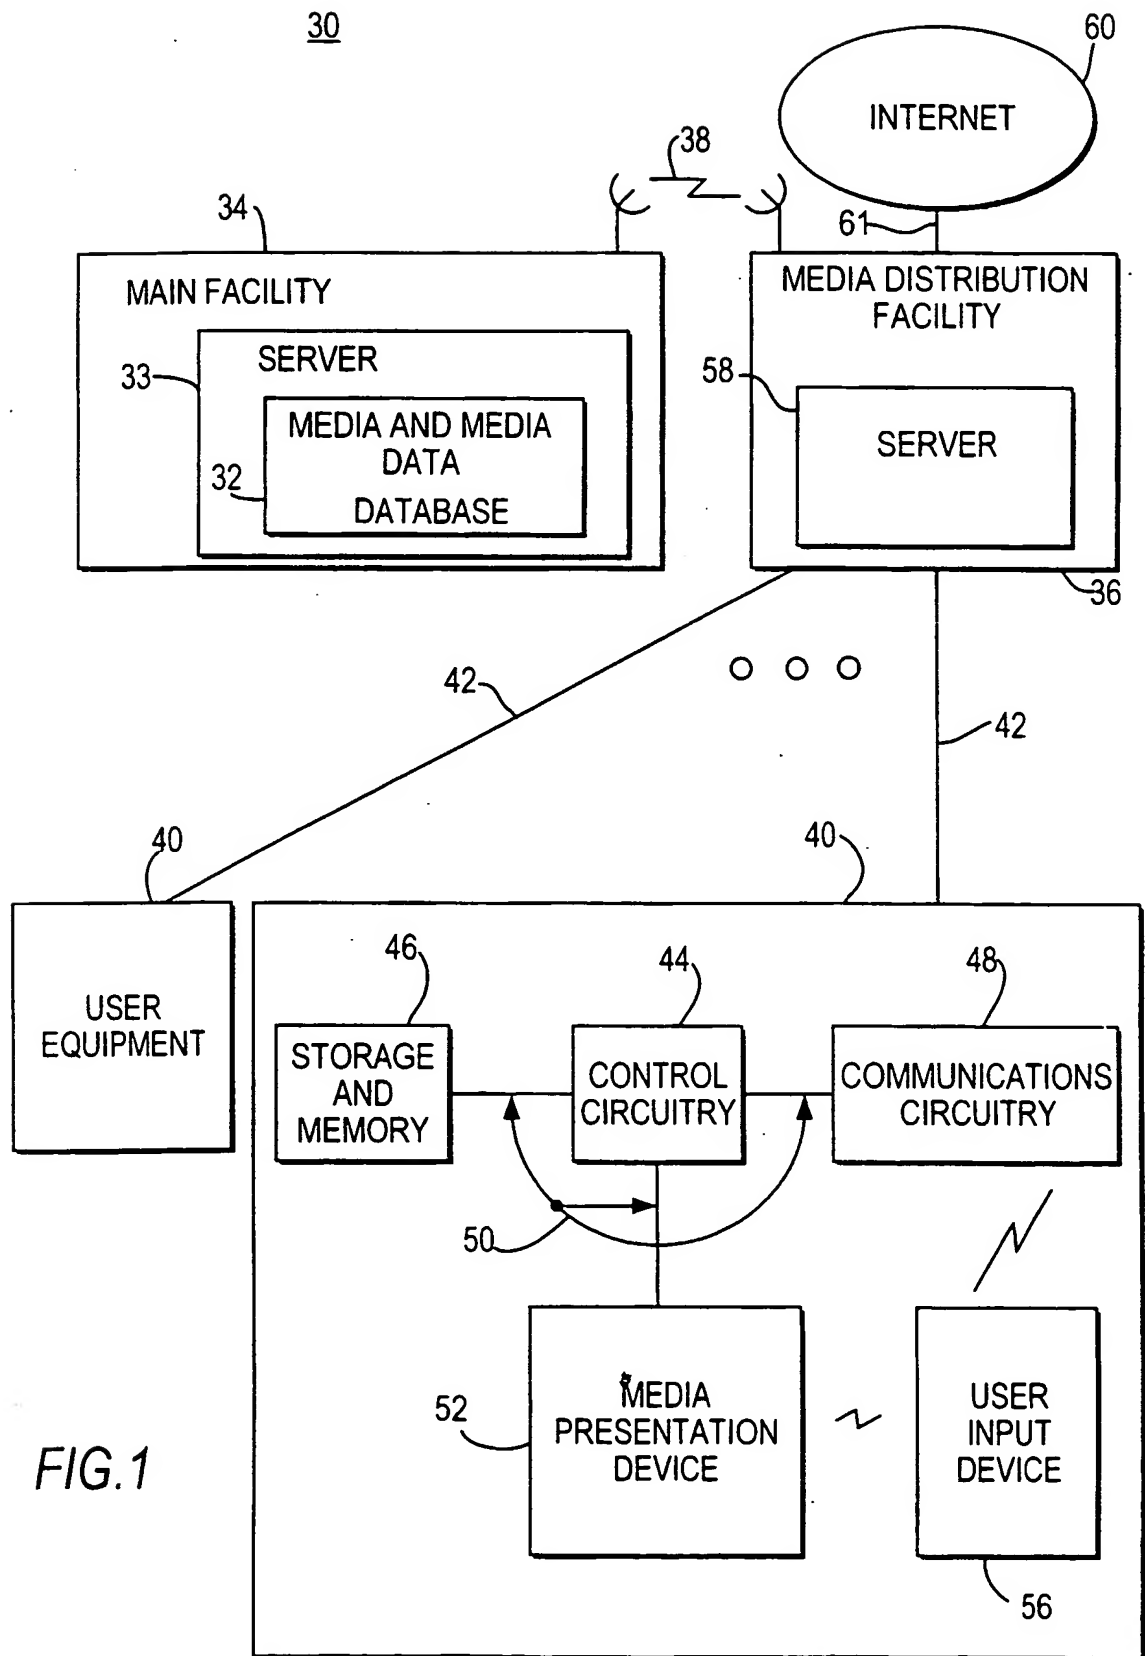 30
60
INTERNET
38
34
61
MAIN FACILITY
MEDIA DISTRIBUTION
FACILITY
33
SERVER
58
MEDIA AND MEDIA
DATA
DATABASE
32
SERVER
36
42
42
40
40
USER
EQUIPMENT
46
44
48
STORAGE
AND
MEMORY
CONTROL
CIRCUITRY
COMMUNICATIONS
CIRCUITRY
50
52
MEDIA
PRESENTATION
DEVICE
USER
INPUT
DEVICE
56
FIG.1